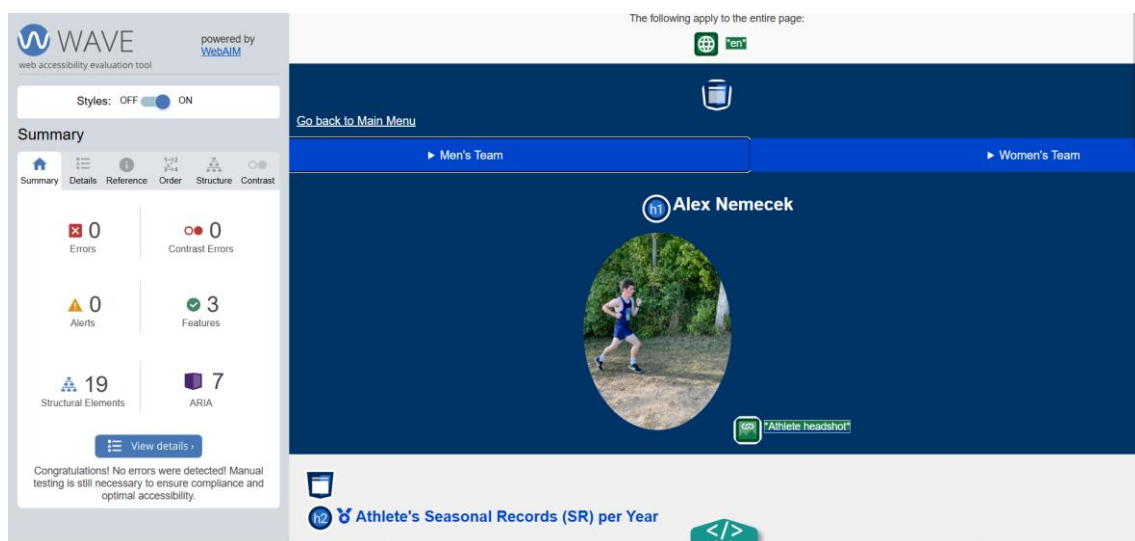 WAVE
powered by
WebAIM
web accessibility evaluation tool
Styles: OFF ON
Summary
Summary Details Reference Order Structure Contrast
0
Errors
0
Contrast Errors
0
Alerts
3
Features
19
Structural Elements
7
ARIA
View details ›
Congratulations! No errors were detected! Manual
testing is still necessary to ensure compliance and
optimal accessibility.
The following apply to the entire page:
"en"
Go back to Main Menu
► Men's Team
► Women's Team
h1 Alex Nemecek
*"Athlete headshot"
h2 Athlete's Seasonal Records (SR) per Year
</>